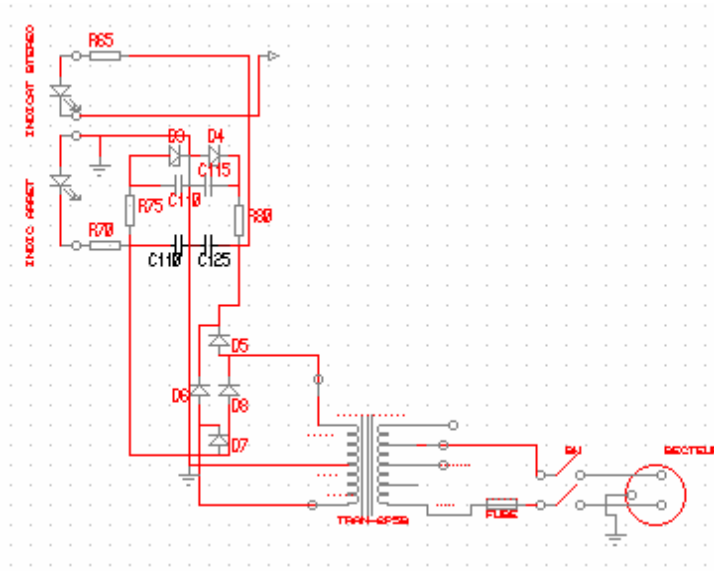 R65
INDICAT STEREO
D3
D4
C115
C110
R75
R80
INDIC ARRET
R70
C110
C125
D5
D6
D8
D7
SW
SECTEUR
FUSE